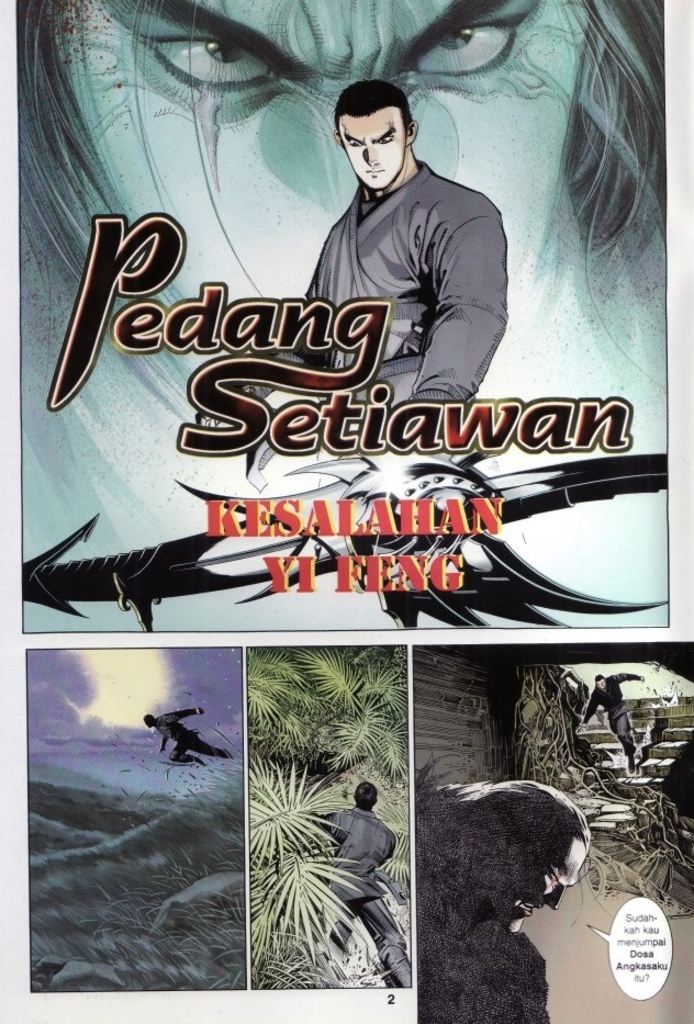 Pedang
Setiawan
KESALAHAN
YI FENG
Sudah-
kah kau
menjumpai
Dosa
Angkasaku
itu?
2